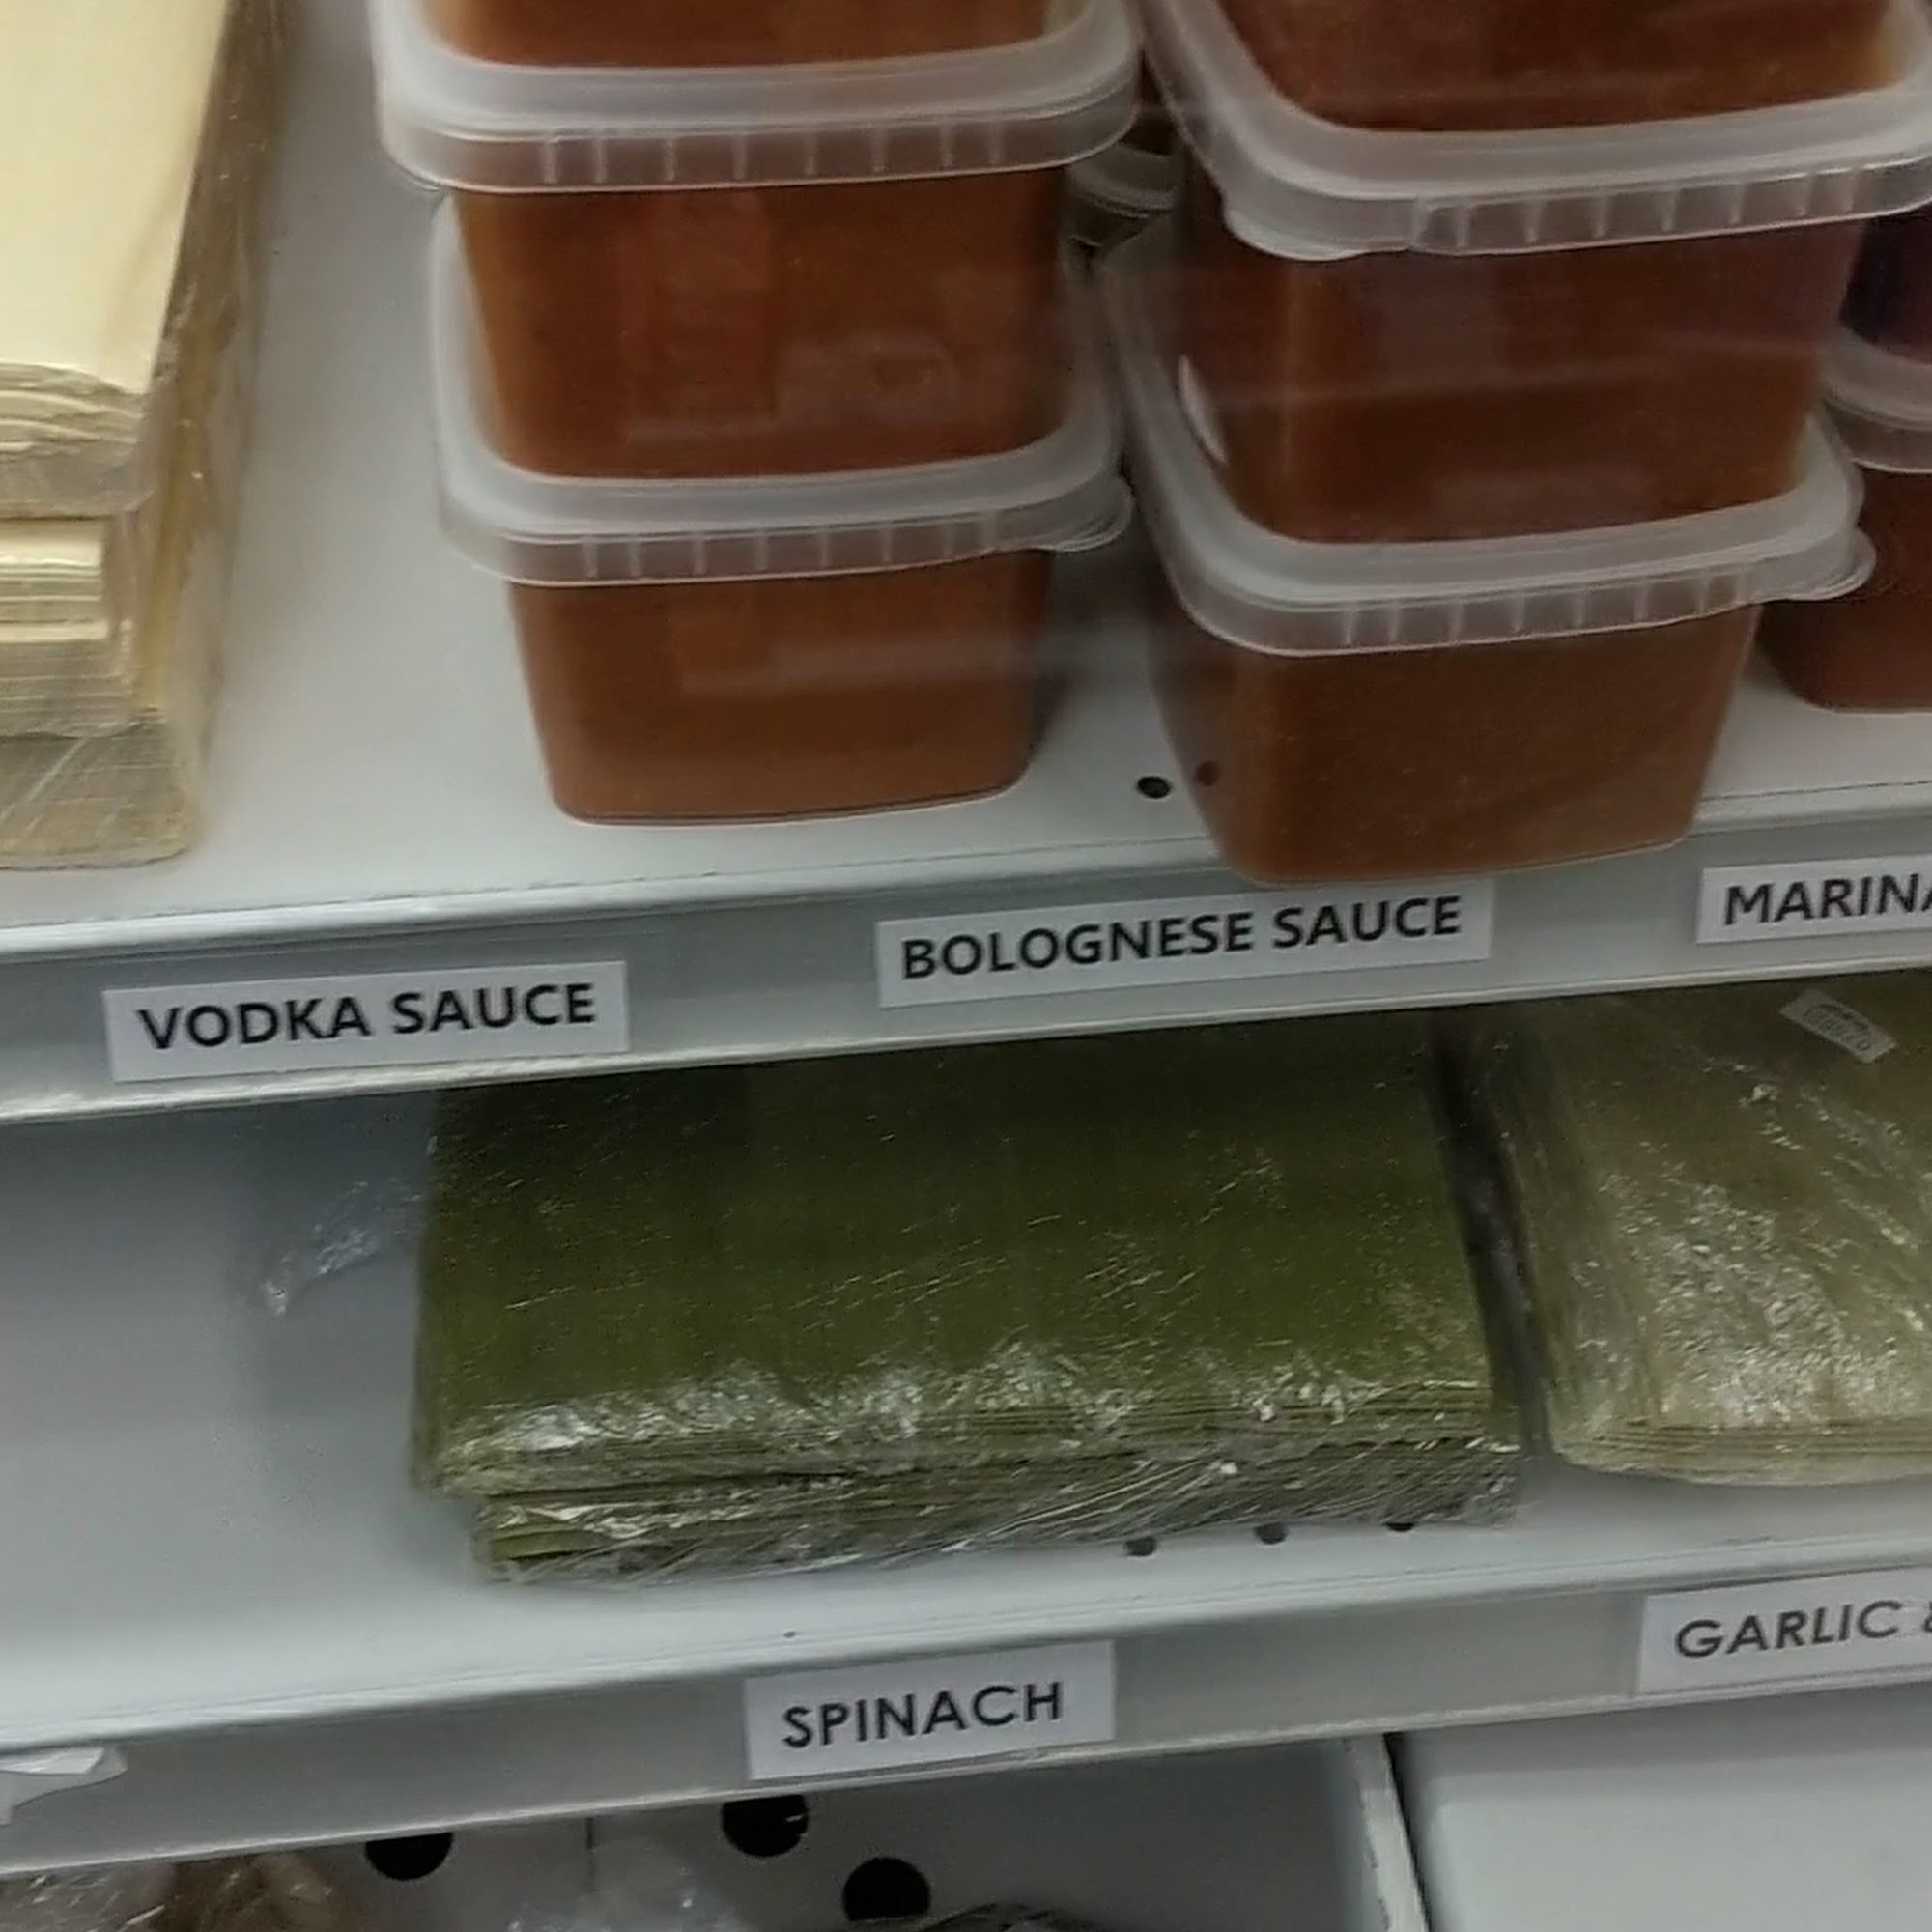 VODKA SAUCE
BOLOGNESE SAUCE
MARINA
SPINACH
GARLIC &